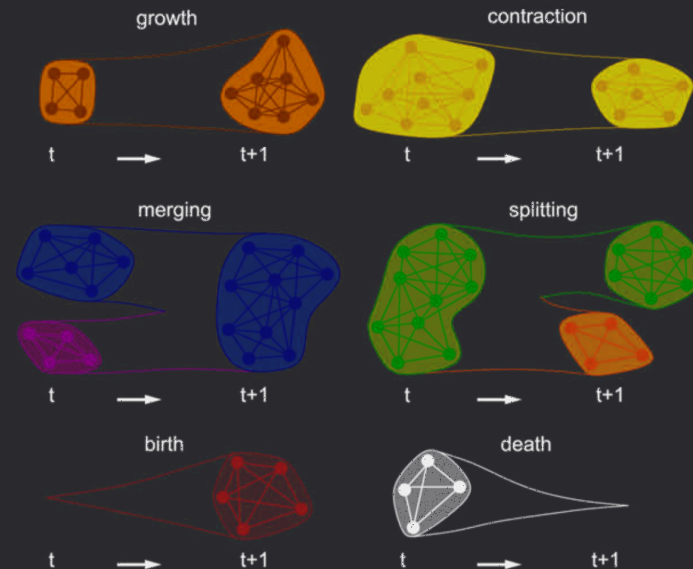 growth
contraction
t
t+1
t
t+1
merging
splitting
t
t+1
t
t+1
birth
death
t
t+1
t
t+1